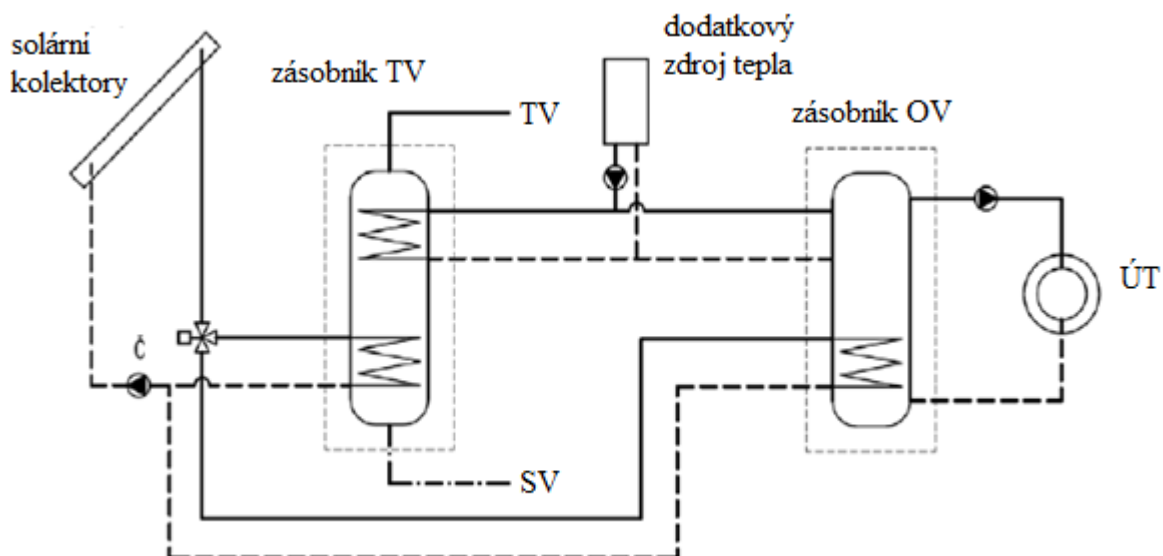 solární
kolektory
zásobník TV
TV
dodatkový
zdroj tepla
zásobník OV
ÚT
Č
SV